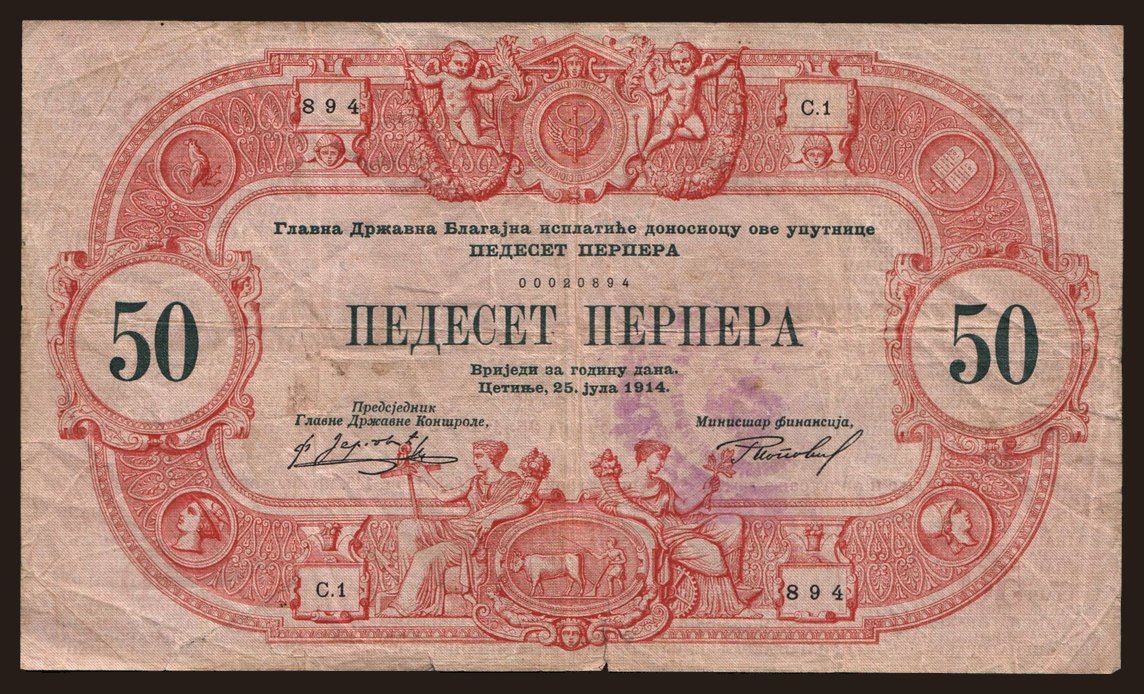 894
С.1
Главна Државна Благајна исплатиће доносиоцу ове упутнице
ПЕДЕСЕТ ПЕРПЕРА
00020894
ПЕДЕСЕТ ПЕРПЕРА
50
50
Вриједи за годину дана.
Цетиње, 25. јула 1914.
Предсједник
Главне Државне Контроле,
Министар финансија,
С.1
894